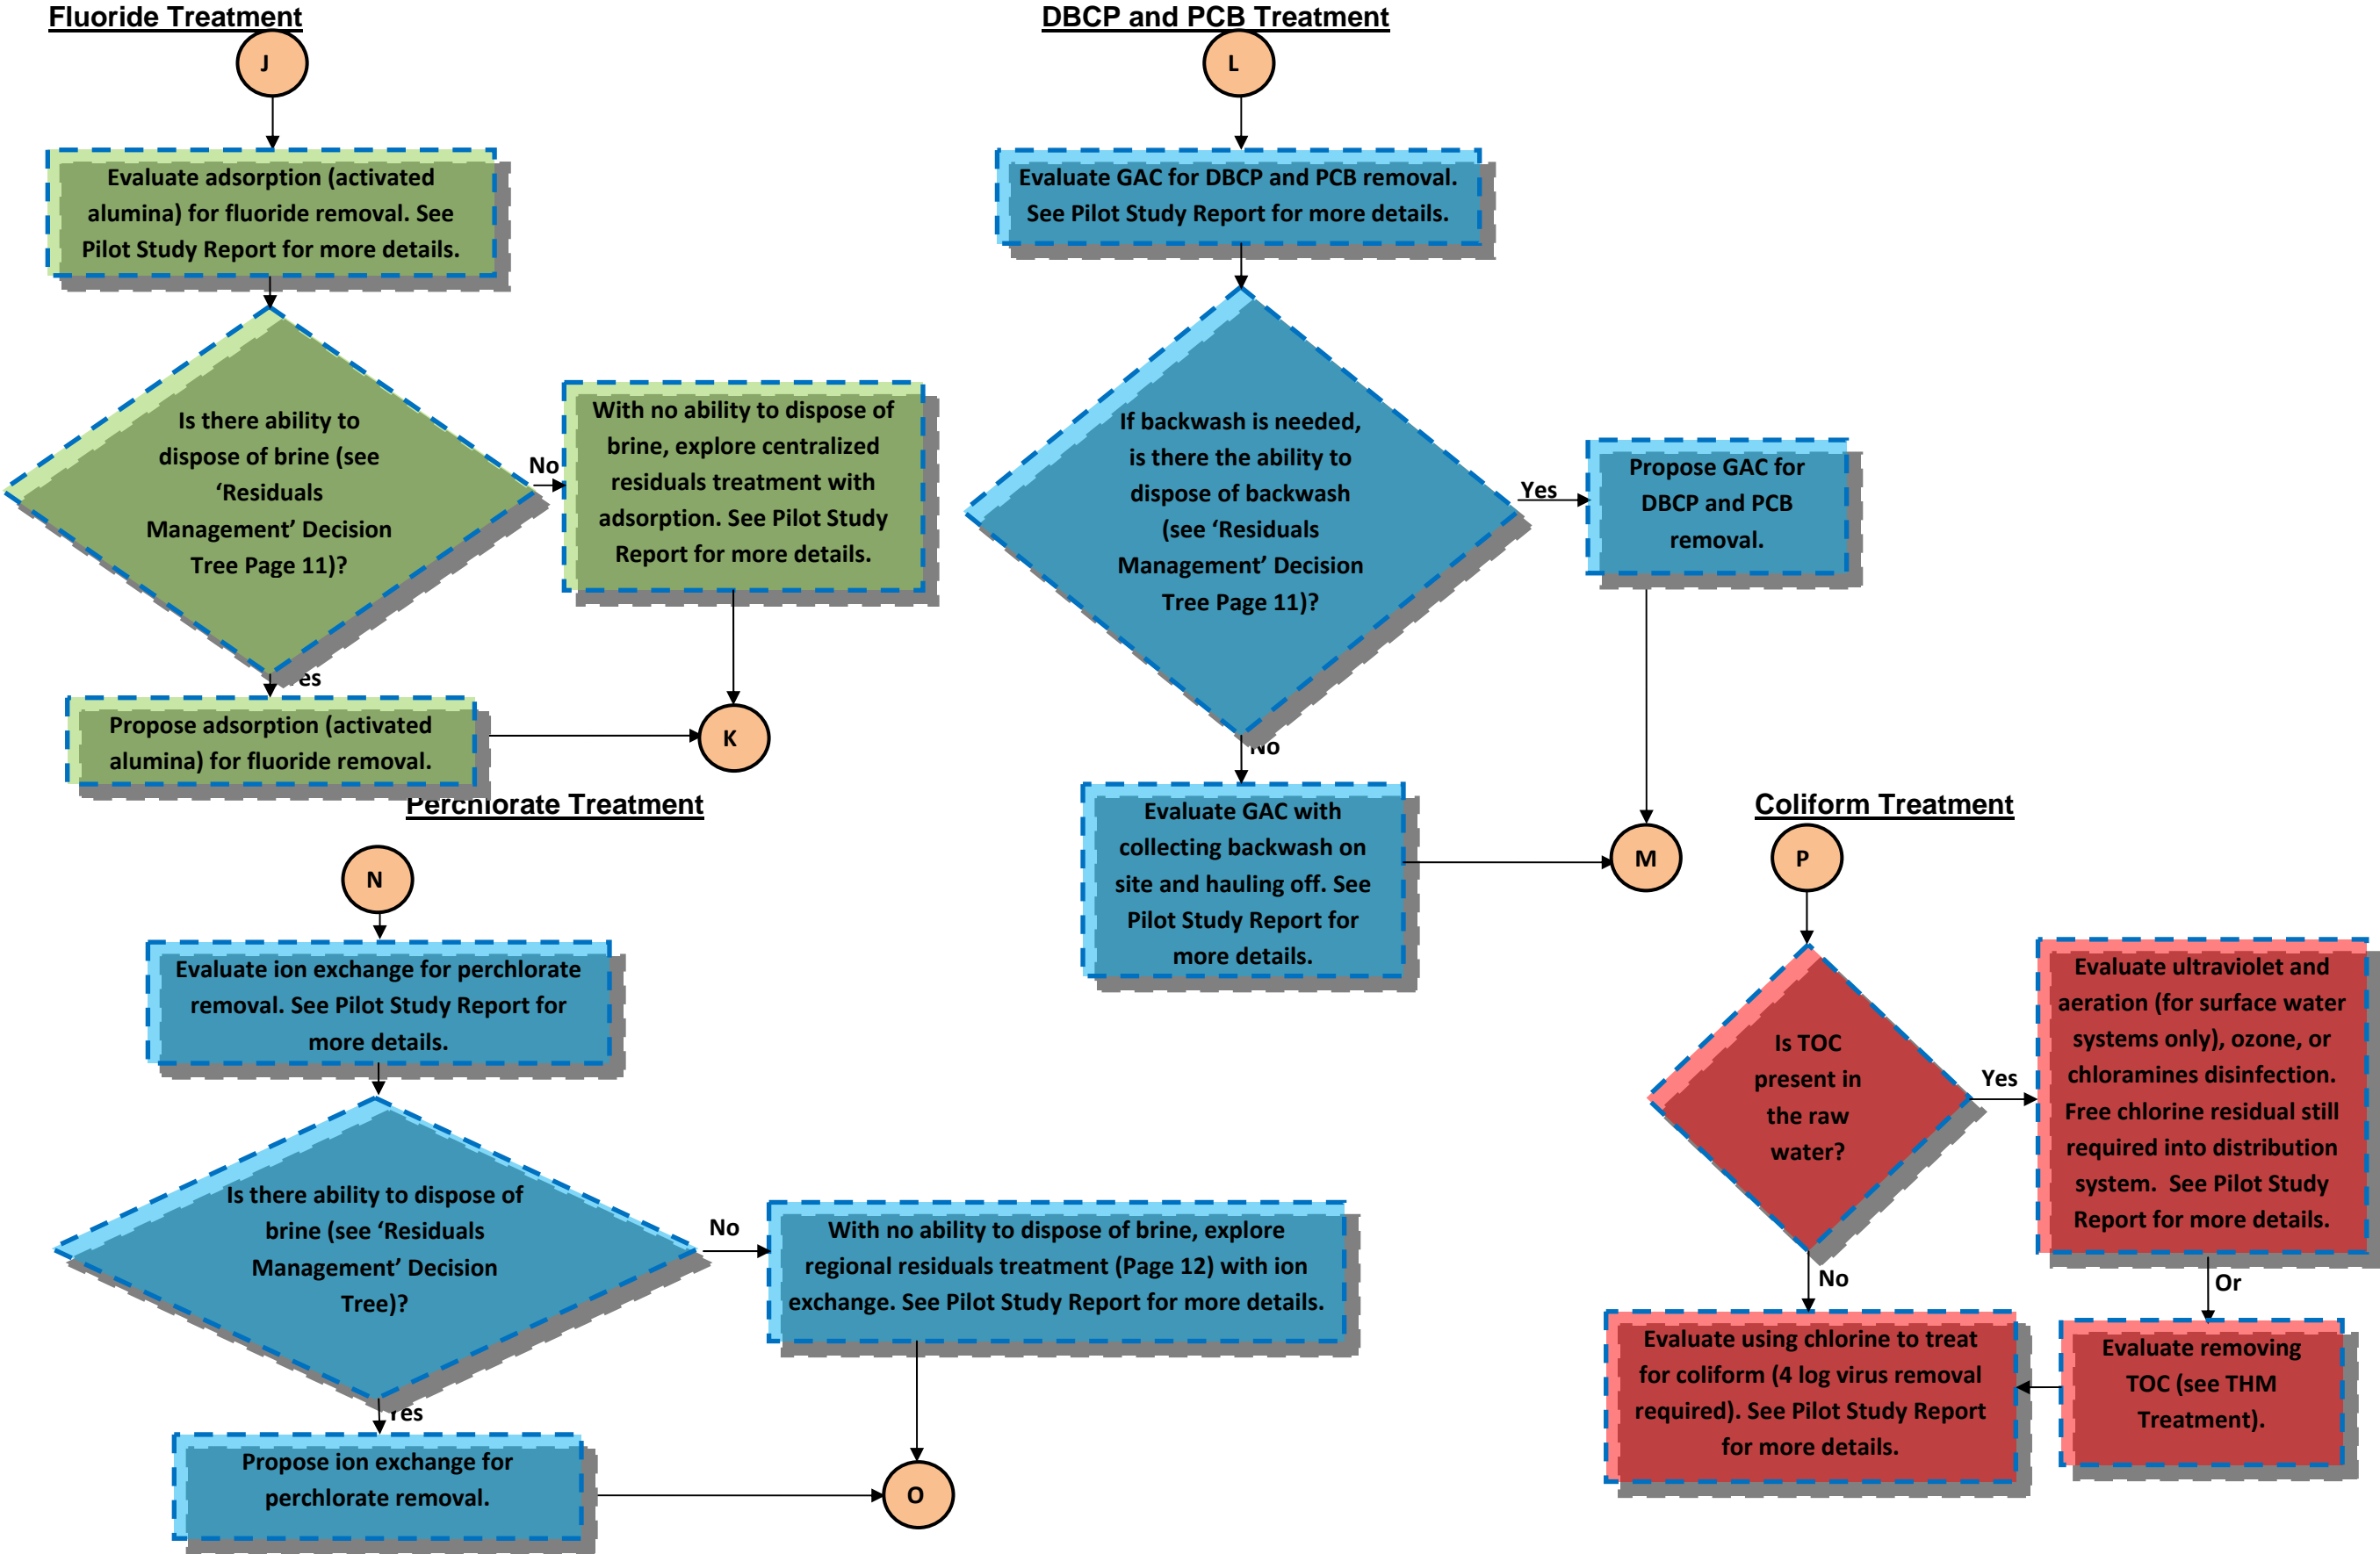 Fluoride Treatment
J
Evaluate adsorption (activated
alumina) for fluoride removal. See
Pilot Study Report for more details.
Is there ability to
dispose of brine (see
‘Residuals
Management’ Decision
Tree Page 11)?
No
With no ability to dispose of
brine, explore centralized
residuals treatment with
adsorption. See Pilot Study
Report for more details.
Yes
Propose adsorption (activated
alumina) for fluoride removal.
K
DBCP and PCB Treatment
L
Evaluate GAC for DBCP and PCB removal.
See Pilot Study Report for more details.
If backwash is needed,
is there the ability to
dispose of backwash
(see ‘Residuals
Management’ Decision
Tree Page 11)?
Yes
Propose GAC for
DBCP and PCB
removal.
No
Evaluate GAC with
collecting backwash on
site and hauling off. See
Pilot Study Report for
more details.
M
Perchlorate Treatment
N
Evaluate ion exchange for perchlorate
removal. See Pilot Study Report for
more details.
Is there ability to dispose of
brine (see ‘Residuals
Management’ Decision
Tree)?
No
With no ability to dispose of brine, explore
regional residuals treatment (Page 12) with ion
exchange. See Pilot Study Report for more details.
Yes
Propose ion exchange for
perchlorate removal.
O
Coliform Treatment
P
Is TOC
present in
the raw
water?
Yes
Evaluate ultraviolet and
aeration (for surface water
systems only), ozone, or
chloramines disinfection.
Free chlorine residual still
required into distribution
system.  See Pilot Study
Report for more details.
Or
Evaluate removing
TOC (see THM
Treatment).
No
Evaluate using chlorine to treat
for coliform (4 log virus removal
required). See Pilot Study Report
for more details.